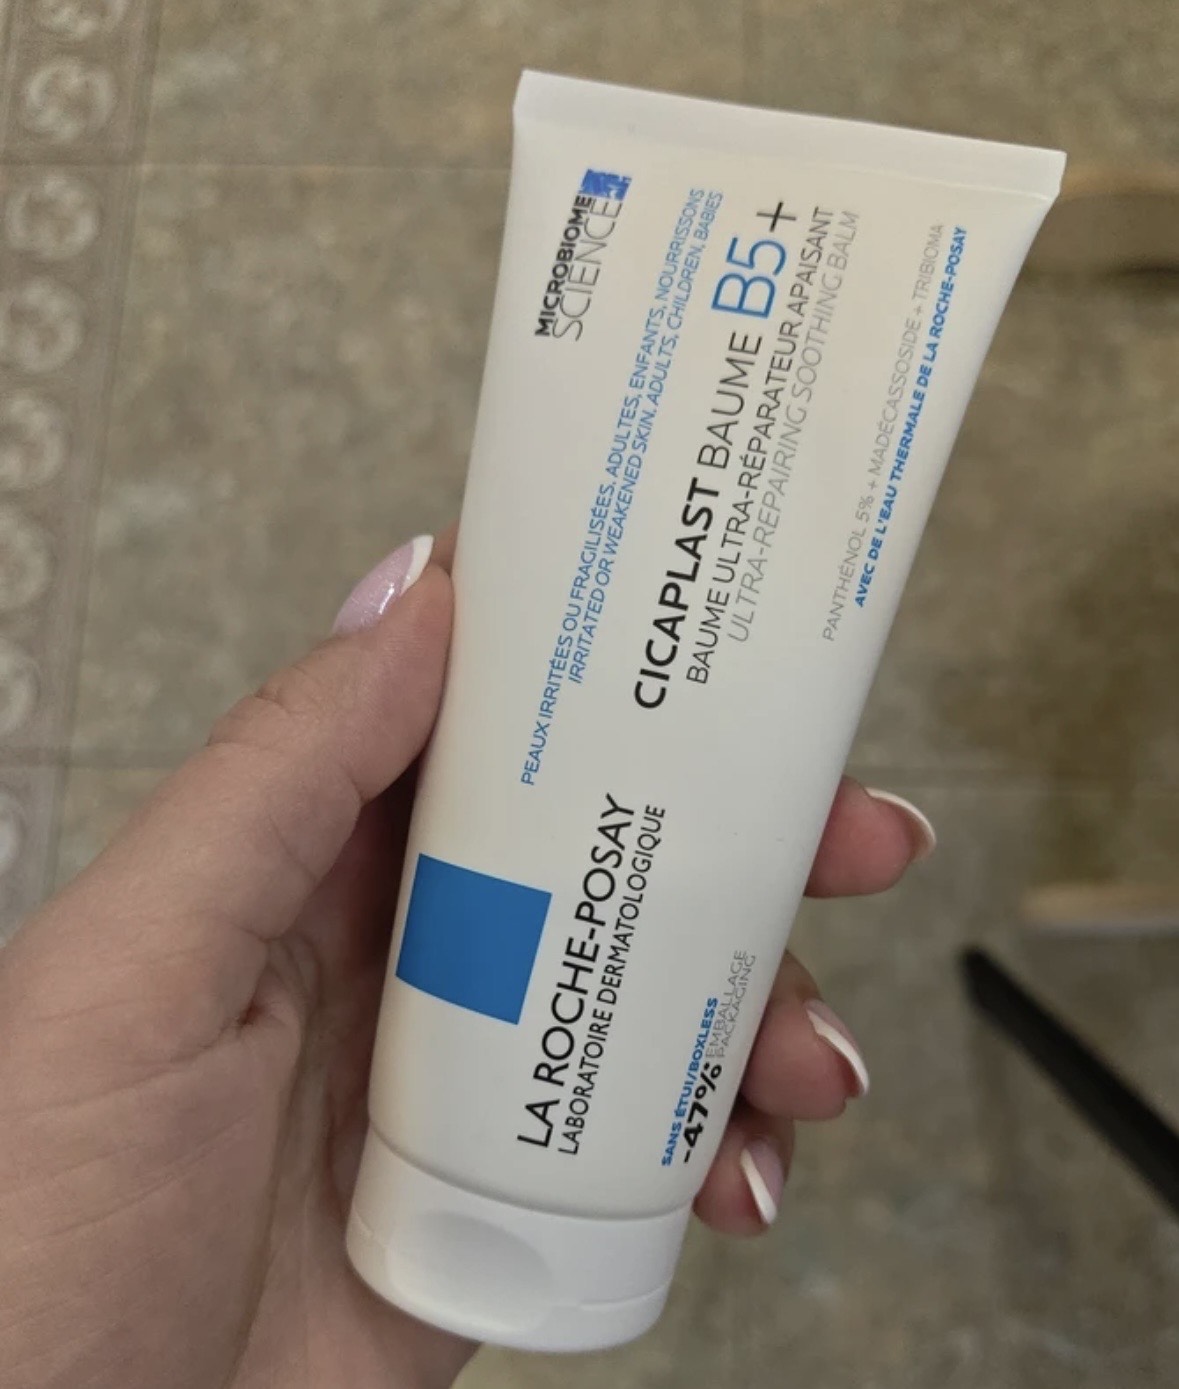 MICROBIOME
SCIENCE
PEAUX IRRITÉES OU FRAGILISÉES. ADULTES, ENFANTS, NOURRISSONS
IRRITATED OR WEAKENED SKIN. ADULTS, CHILDREN, BABIES
CICAPLAST BAUME B5+
BAUME ULTRA-RÉPARATEUR APAISANT
ULTRA-REPAIRING SOOTHING BALM
PANTHÉNOL 5% + MADÉCASSOSIDE + TRIBIOMA
AVEC DE L'EAU THERMALE DE LA ROCHE-POSAY
LA ROCHE-POSAY
LABORATOIRE DERMATOLOGIQUE
SANS ÉTUI/BOXLESS
-47% EMBALLAGE
PACKAGING